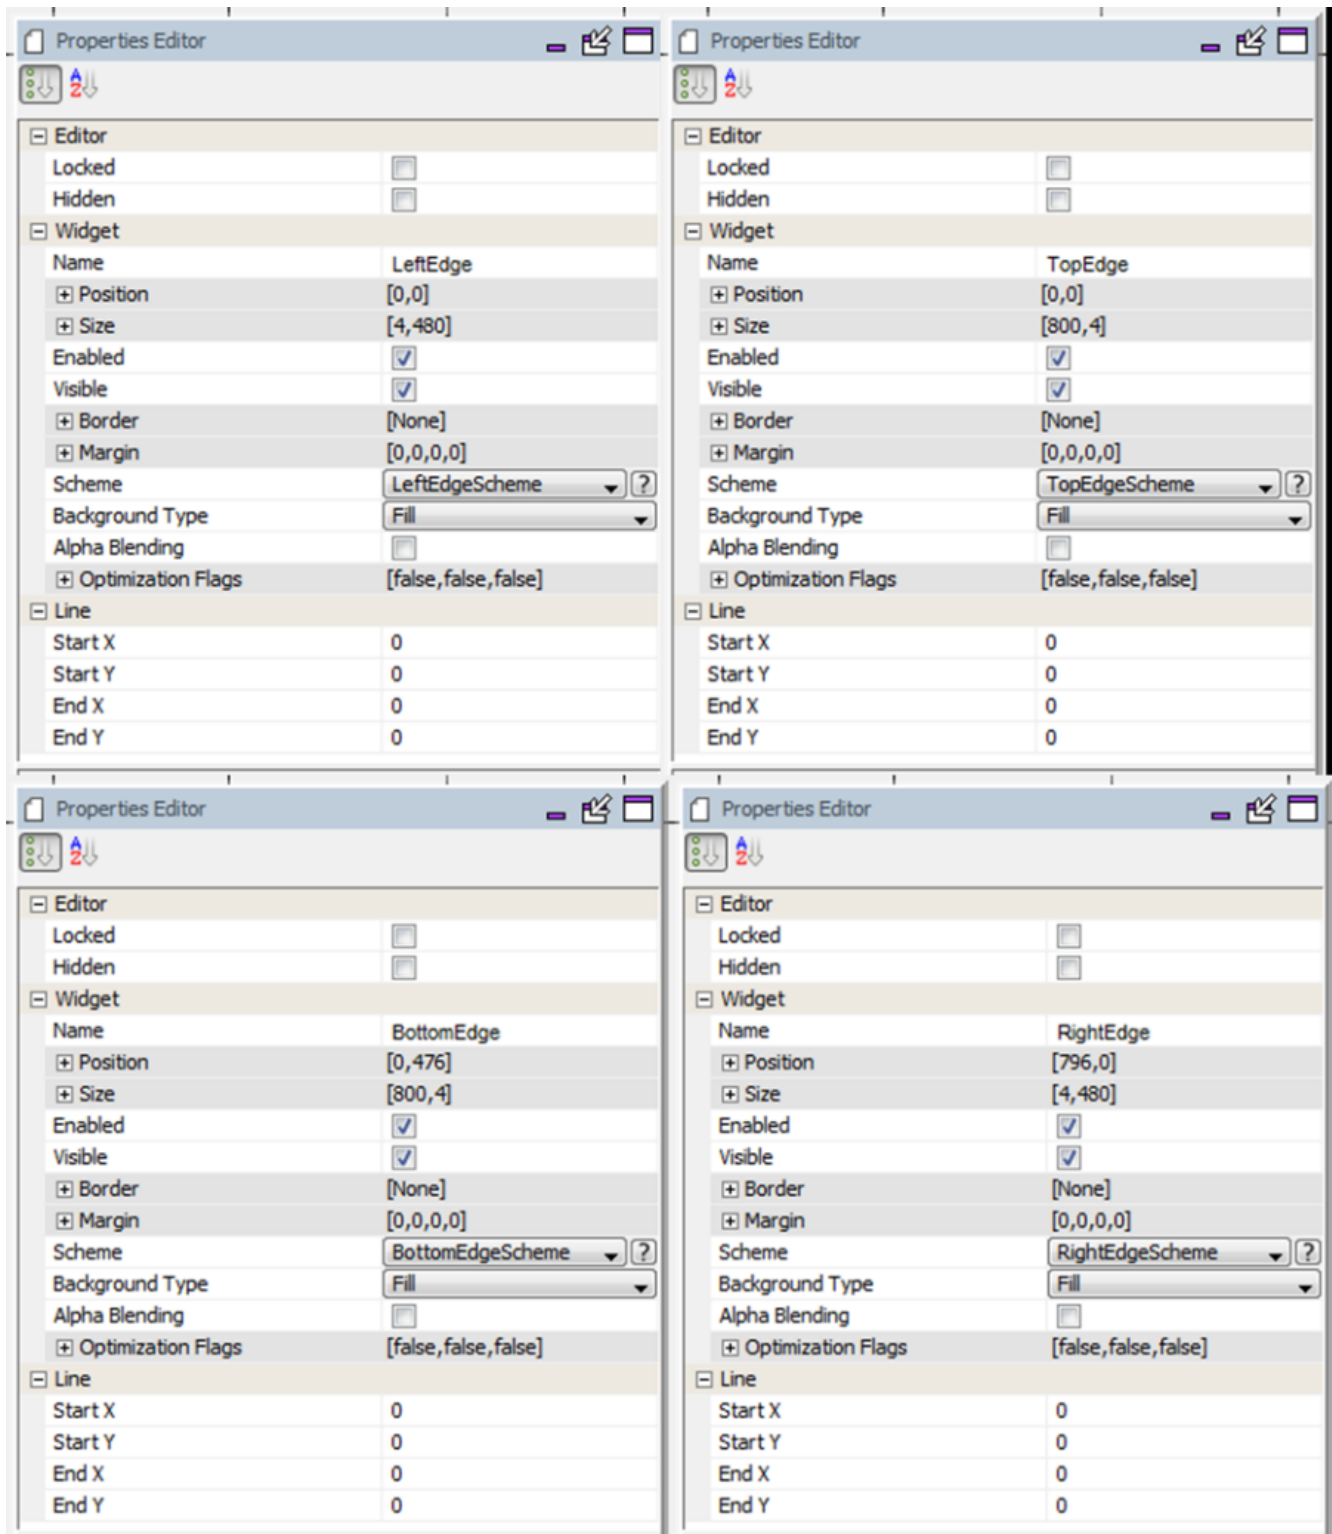 Properties Editor
Editor
Locked
Hidden
Widget
Name LeftEdge
Position [0,0]
Size [4,480]
Enabled
Visible
Border [None]
Margin [0,0,0,0]
Scheme LeftEdgeScheme ?
Background Type Fill
Alpha Blending
Optimization Flags [false,false,false]
Line
Start X 0
Start Y 0
End X 0
End Y 0
Properties Editor
Editor
Locked
Hidden
Widget
Name TopEdge
Position [0,0]
Size [800,4]
Enabled
Visible
Border [None]
Margin [0,0,0,0]
Scheme TopEdgeScheme ?
Background Type Fill
Alpha Blending
Optimization Flags [false,false,false]
Line
Start X 0
Start Y 0
End X 0
End Y 0
Properties Editor
Editor
Locked
Hidden
Widget
Name BottomEdge
Position [0,476]
Size [800,4]
Enabled
Visible
Border [None]
Margin [0,0,0,0]
Scheme BottomEdgeScheme ?
Background Type Fill
Alpha Blending
Optimization Flags [false,false,false]
Line
Start X 0
Start Y 0
End X 0
End Y 0
Properties Editor
Editor
Locked
Hidden
Widget
Name RightEdge
Position [796,0]
Size [4,480]
Enabled
Visible
Border [None]
Margin [0,0,0,0]
Scheme RightEdgeScheme ?
Background Type Fill
Alpha Blending
Optimization Flags [false,false,false]
Line
Start X 0
Start Y 0
End X 0
End Y 0